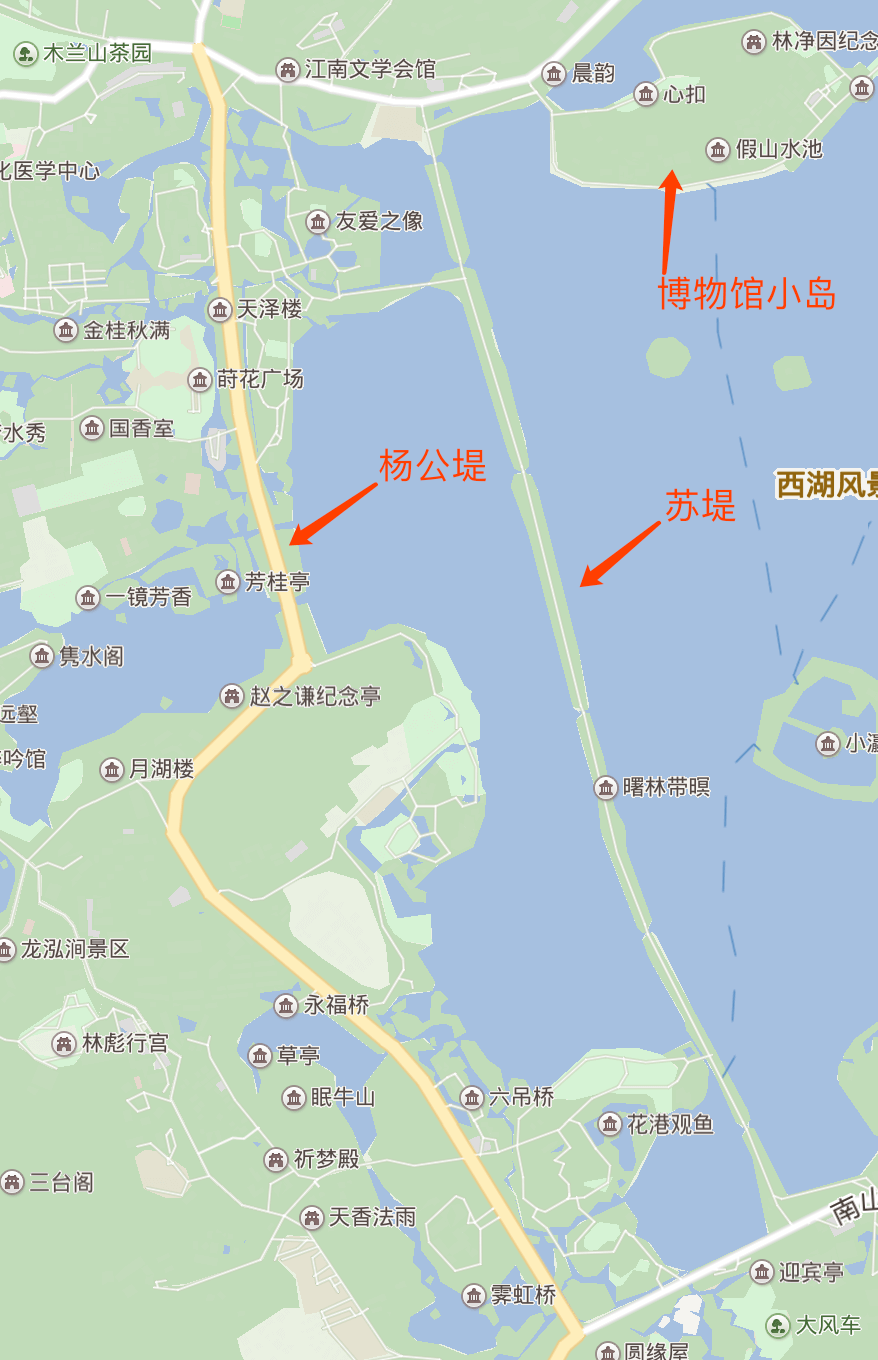 林净因纪念
木兰山茶园
江南文学会馆
晨韵
心扣
假山水池
化医学中心
友爱之像
博物馆小岛
天泽楼
金桂秋满
莳花广场
水秀
国香室
杨公堤
西湖风景
苏堤
芳桂亭
一镜芳香
隽水阁
赵之谦纪念亭
远壑
小瀛
吟馆
月湖楼
曙林带暝
龙泓涧景区
永福桥
林彪行宫
草亭
眠牛山
六吊桥
花港观鱼
祈梦殿
三台阁
南山
天香法雨
迎宾亭
霁虹桥
大风车
圆缘屋